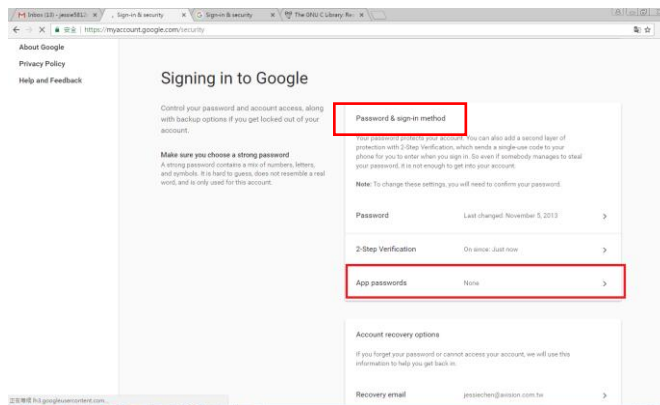 Inbox (13) - jessie5813
Sign-in & security
Sign-in & security
The GNU C Library: Re
安全 | https://myaccount.google.com/security
About Google
Privacy Policy
Help and Feedback
Signing in to Google
Control your password and account access, along
with backup options if you get locked out of your
account.
Make sure you choose a strong password
A strong password contains a mix of numbers, letters,
and symbols. It is hard to guess, does not resemble a real
word, and is only used for this account.
Password & sign-in method
Your password protects your account. You can also add a second layer of
protection with 2-Step Verification, which sends a single-use code to your
phone for you to enter when you sign in. So even if somebody manages to steal
your password, it is not enough to get into your account.
Note: To change these settings, you will need to confirm your password.
Password Last changed: November 5, 2013
2-Step Verification On since: Just now
App passwords None
Account recovery options
If you forget your password or cannot access your account, we will use this
information to help you get back in.
Recovery email jessiechen@avision.com.tw
lh3.googleusercontent.com...